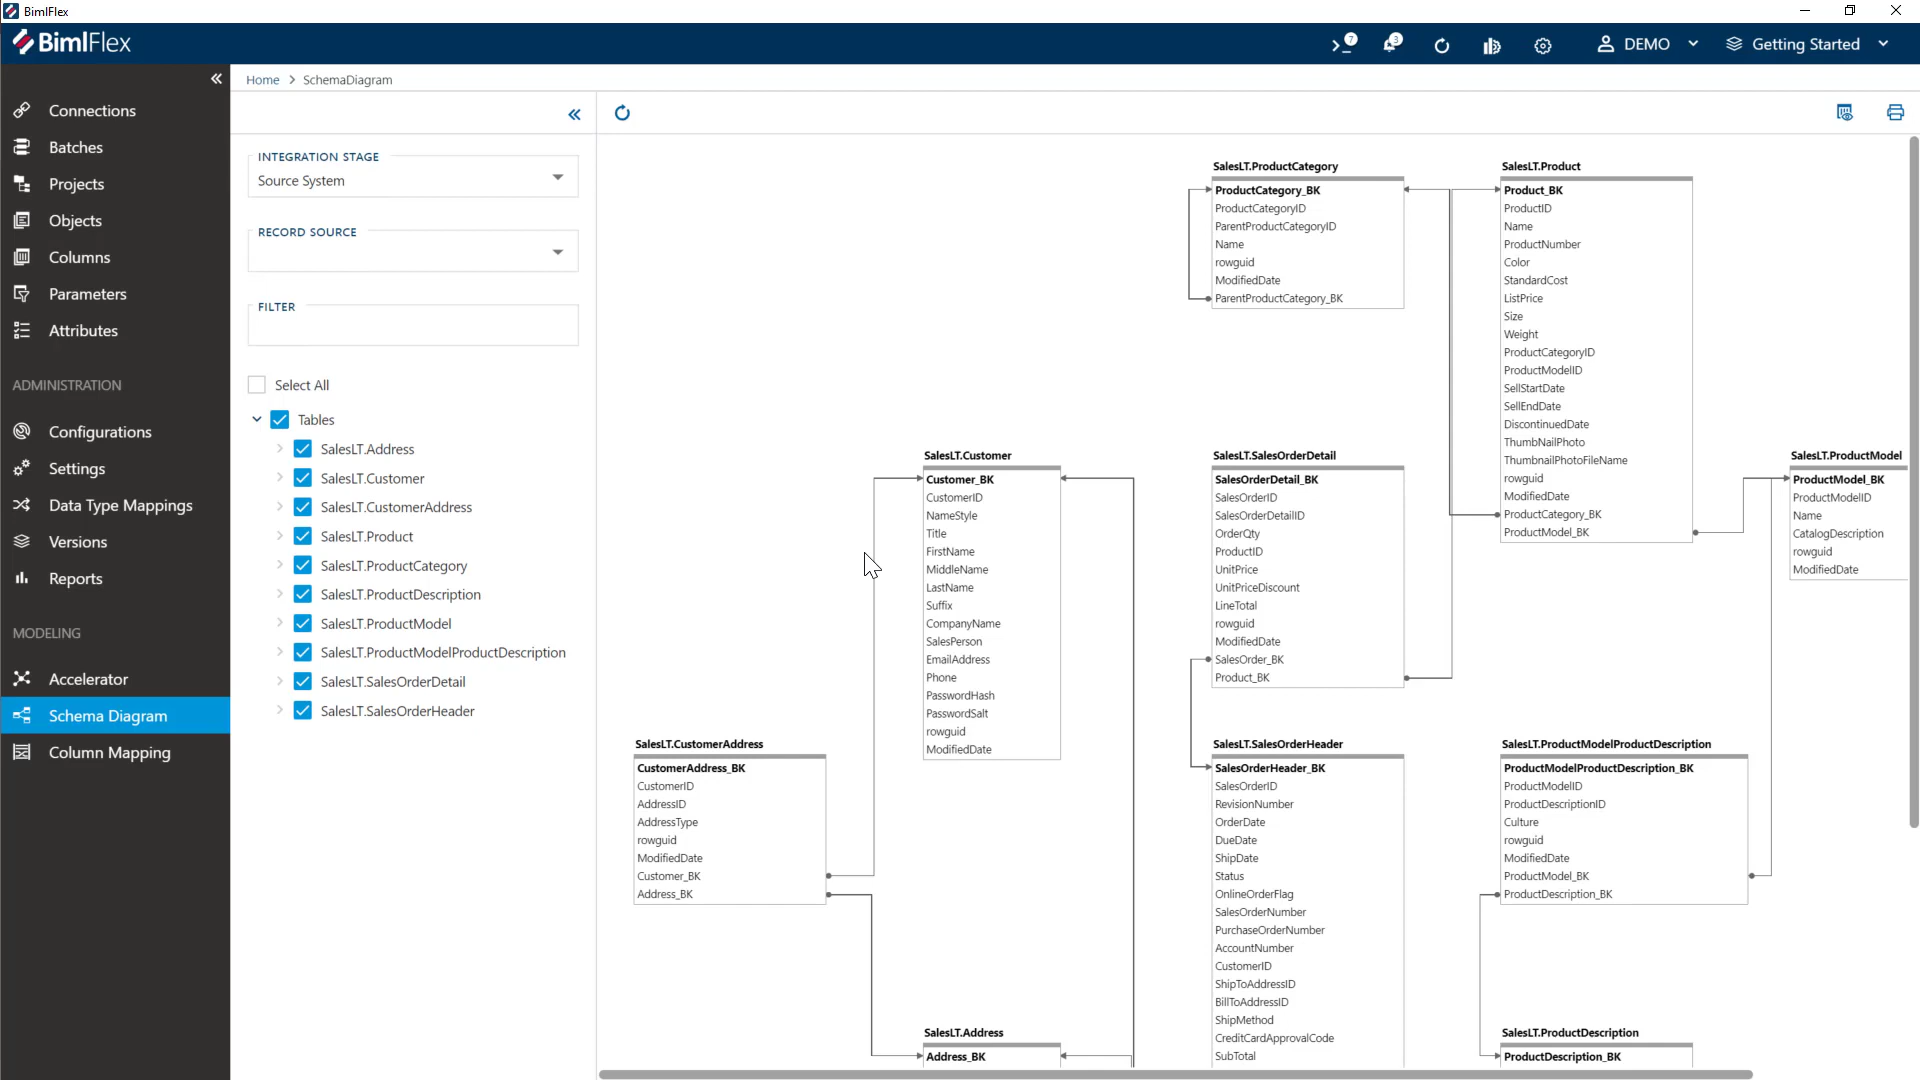 BimlFlex
BimlFlex
7
3
DEMO
Getting Started
Home > SchemaDiagram
Connections
Batches
Projects
Objects
Columns
Parameters
Attributes
ADMINISTRATION
Configurations
Settings
Data Type Mappings
Versions
Reports
MODELING
Accelerator
Schema Diagram
Column Mapping
INTEGRATION STAGE
Source System
RECORD SOURCE
FILTER
Select All
Tables
SalesLT.Address
SalesLT.Customer
SalesLT.CustomerAddress
SalesLT.Product
SalesLT.ProductCategory
SalesLT.ProductDescription
SalesLT.ProductModel
SalesLT.ProductModelProductDescription
SalesLT.SalesOrderDetail
SalesLT.SalesOrderHeader
SalesLT.ProductCategory
ProductCategory_BK
ProductCategoryID
ParentProductCategoryID
Name
rowguid
ModifiedDate
ParentProductCategory_BK
SalesLT.Product
Product_BK
ProductID
Name
ProductNumber
Color
StandardCost
ListPrice
Size
Weight
ProductCategoryID
ProductModelID
SellStartDate
SellEndDate
DiscontinuedDate
ThumbNailPhoto
ThumbnailPhotoFileName
rowguid
ModifiedDate
ProductCategory_BK
ProductModel_BK
SalesLT.Customer
Customer_BK
CustomerID
NameStyle
Title
FirstName
MiddleName
LastName
Suffix
CompanyName
SalesPerson
EmailAddress
Phone
PasswordHash
PasswordSalt
rowguid
ModifiedDate
SalesLT.SalesOrderDetail
SalesOrderDetail_BK
SalesOrderID
SalesOrderDetailID
OrderQty
ProductID
UnitPrice
UnitPriceDiscount
LineTotal
rowguid
ModifiedDate
SalesOrder_BK
Product_BK
SalesLT.ProductModel
ProductModel_BK
ProductModelID
Name
CatalogDescription
rowguid
ModifiedDate
SalesLT.CustomerAddress
CustomerAddress_BK
CustomerID
AddressID
AddressType
rowguid
ModifiedDate
Customer_BK
Address_BK
SalesLT.SalesOrderHeader
SalesOrderHeader_BK
SalesOrderID
RevisionNumber
OrderDate
DueDate
ShipDate
Status
OnlineOrderFlag
SalesOrderNumber
PurchaseOrderNumber
AccountNumber
CustomerID
ShipToAddressID
BillToAddressID
ShipMethod
CreditCardApprovalCode
SubTotal
SalesLT.ProductModelProductDescription
ProductModelProductDescription_BK
ProductModelID
ProductDescriptionID
Culture
rowguid
ModifiedDate
ProductModel_BK
ProductDescription_BK
SalesLT.Address
Address_BK
SalesLT.ProductDescription
ProductDescription_BK